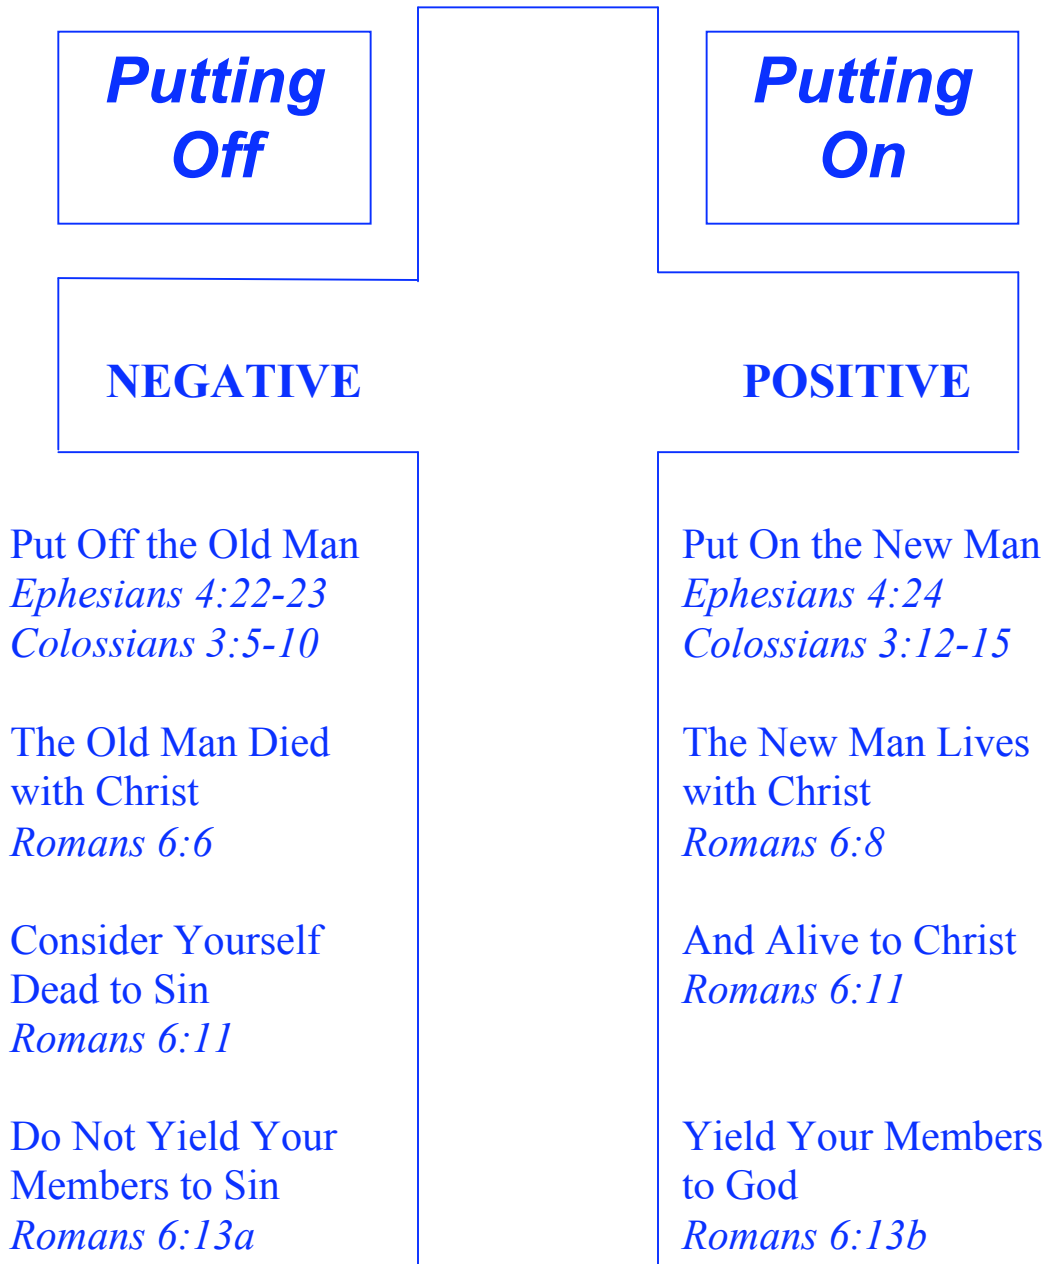 Putting
Off
Putting
On
NEGATIVE
POSITIVE
Put Off the Old Man
Ephesians 4:22-23
Colossians 3:5-10
The Old Man Died
with Christ
Romans 6:6
Consider Yourself
Dead to Sin
Romans 6:11
Do Not Yield Your
Members to Sin
Romans 6:13a
Put On the New Man
Ephesians 4:24
Colossians 3:12-15
The New Man Lives
with Christ
Romans 6:8
And Alive to Christ
Romans 6:11
Yield Your Members
to God
Romans 6:13b